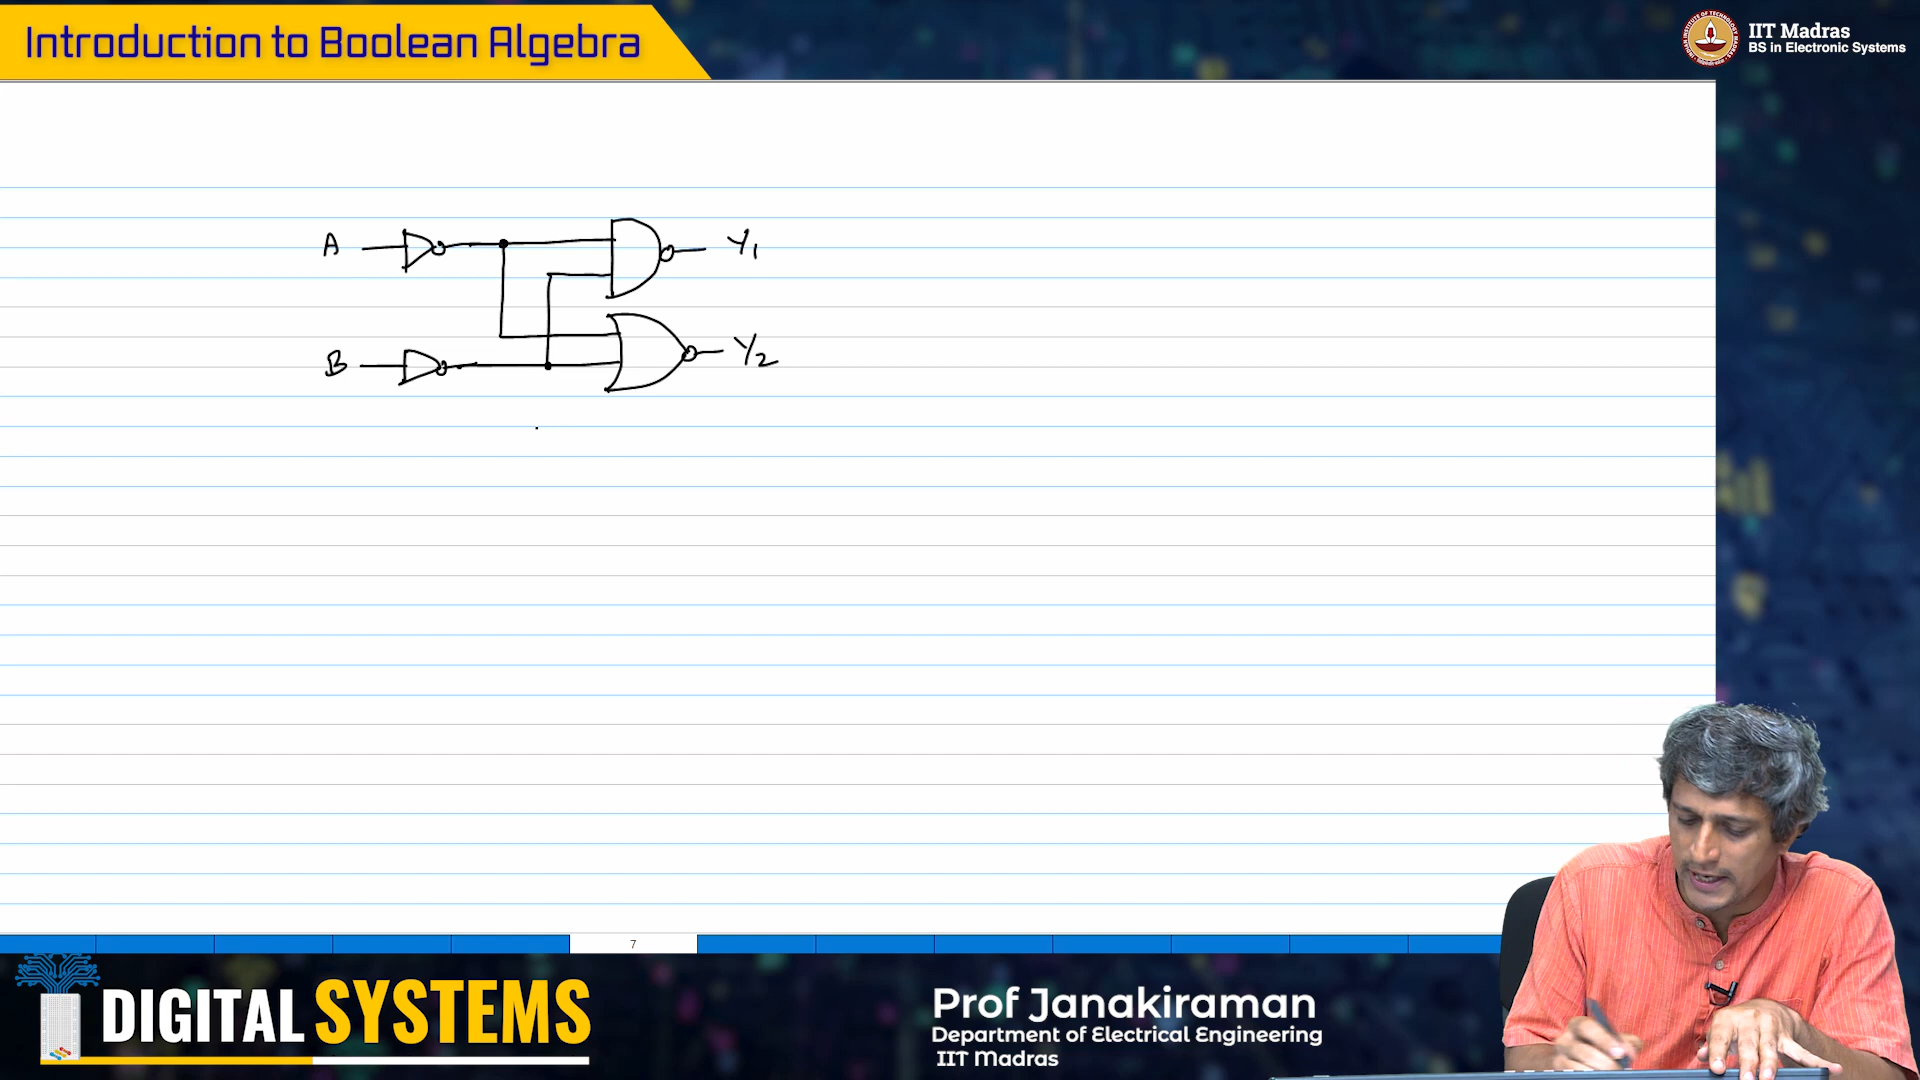 Introduction to Boolean Algebra
IIT Madras
BS in Electronic Systems
A
Y1
B
Y2
7
DIGITAL SYSTEMS
Prof Janakiraman
Department of Electrical Engineering
IIT Madras